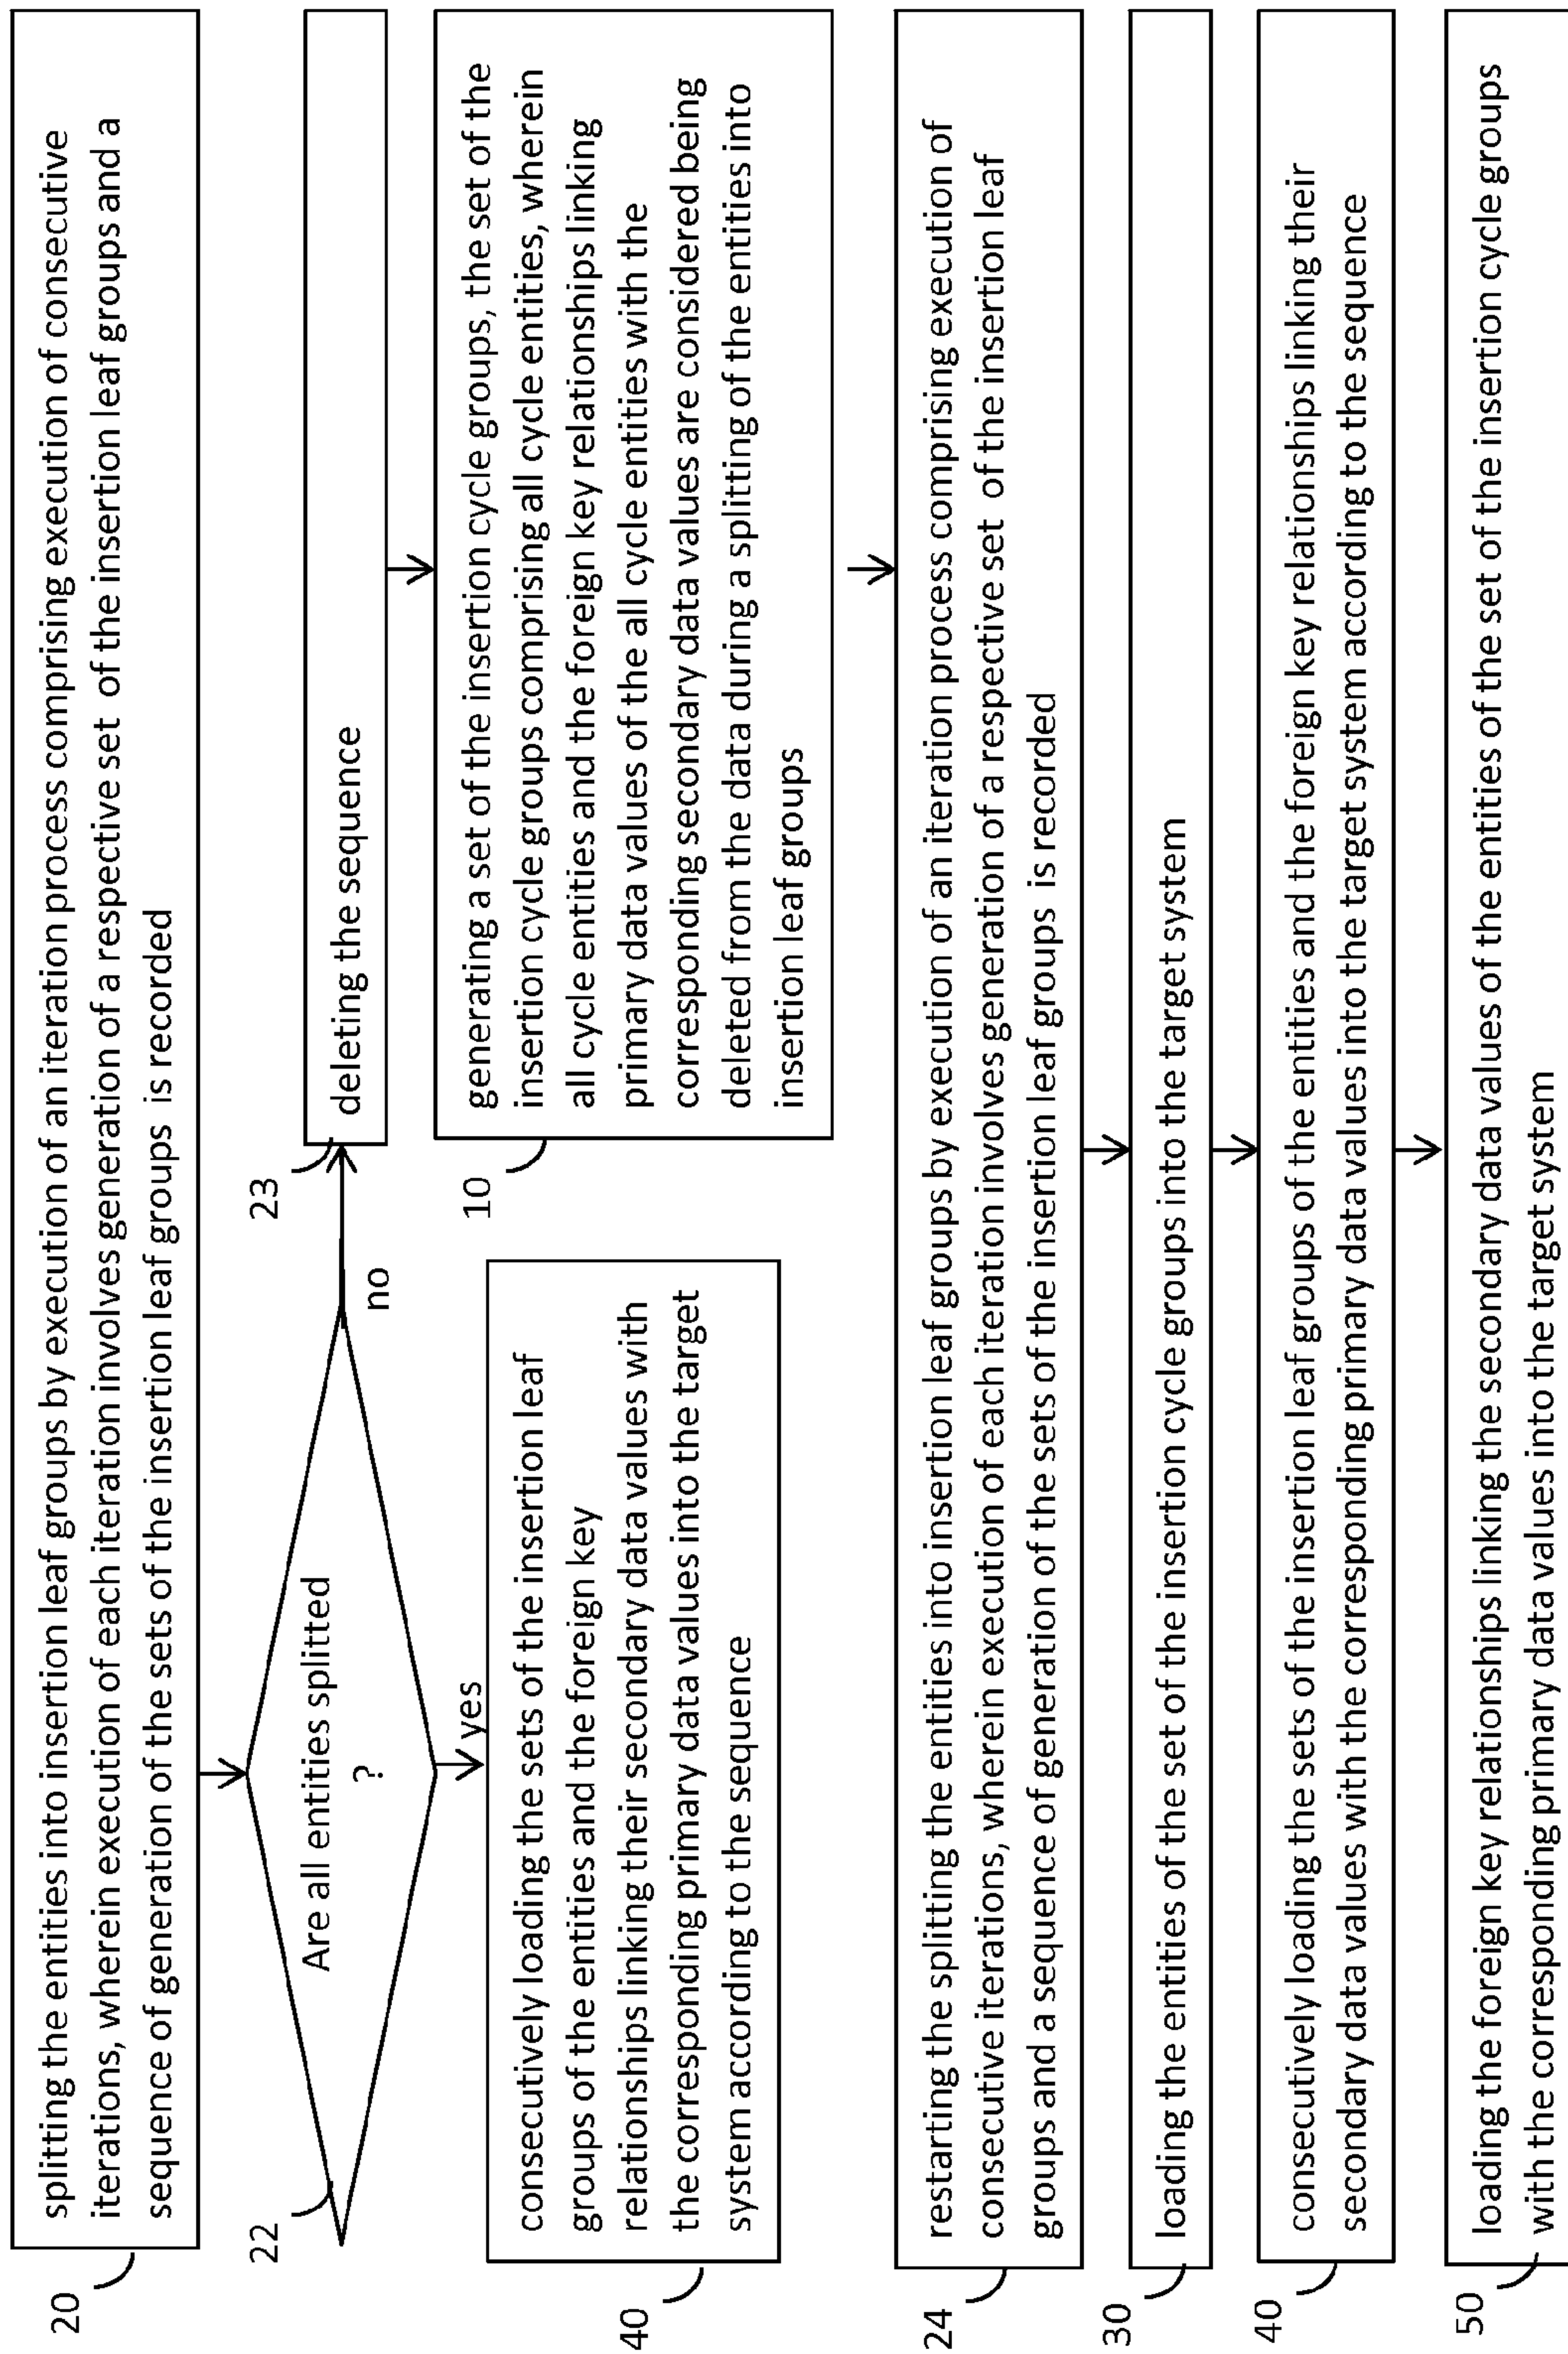 20
splitting the entities into insertion leaf groups by execution of an iteration process comprising execution of consecutive
iterations, wherein execution of each iteration involves generation of a respective set of the insertion leaf groups and a
sequence of generation of the sets of the insertion leaf groups is recorded
22
Are all entities splitted
?
no
yes
23
deleting the sequence
10
generating a set of the insertion cycle groups, the set of the
insertion cycle groups comprising all cycle entities, wherein
all cycle entities and the foreign key relationships linking
primary data values of the all cycle entities with the
corresponding secondary data values are considered being
deleted from the data during a splitting of the entities into
insertion leaf groups
40
consecutively loading the sets of the insertion leaf
groups of the entities and the foreign key
relationships linking their secondary data values with
the corresponding primary data values into the target
system according to the sequence
24
restarting the splitting the entities into insertion leaf groups by execution of an iteration process comprising execution of
consecutive iterations, wherein execution of each iteration involves generation of a respective set of the insertion leaf
groups and a sequence of generation of the sets of the insertion leaf groups is recorded
30
loading the entities of the set of the insertion cycle groups into the target system
40
consecutively loading the sets of the insertion leaf groups of the entities and the foreign key relationships linking their
secondary data values with the corresponding primary data values into the target system according to the sequence
50
loading the foreign key relationships linking the secondary data values of the entities of the set of the insertion cycle groups
with the corresponding primary data values into the target system